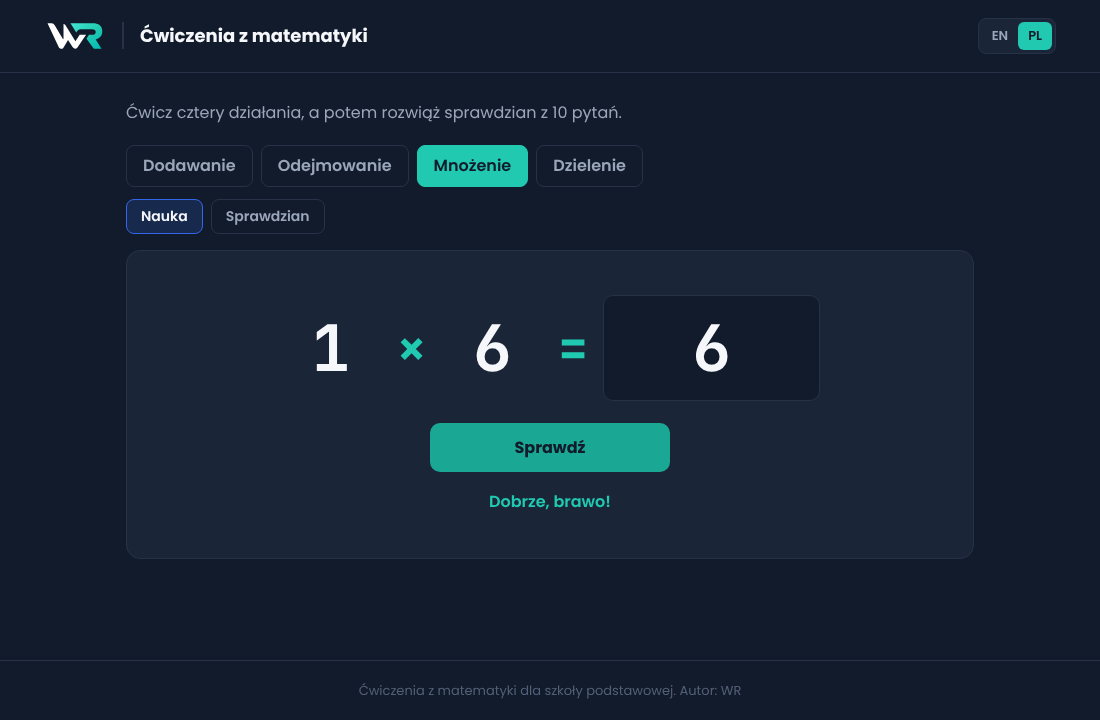 WR Ćwiczenia z matematyki EN PL
Ćwicz cztery działania, a potem rozwiąż sprawdzian z 10 pytań.
Dodawanie Odejmowanie Mnożenie Dzielenie
Nauka Sprawdzian
1 × 6 = 6
Sprawdź
Dobrze, brawo!
Ćwiczenia z matematyki dla szkoły podstawowej. Autor: WR